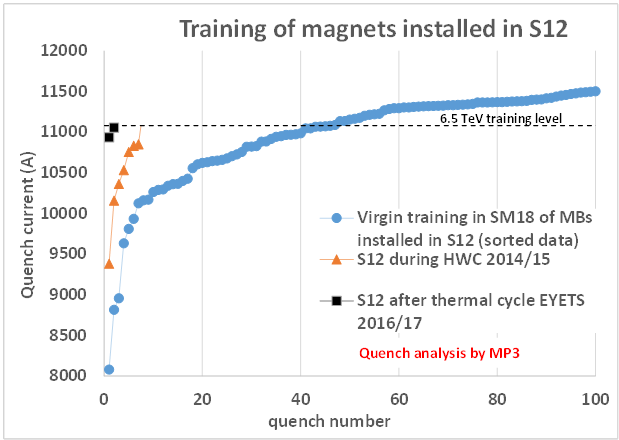 Training of magnets installed in S12
12000
11500
11000
10500
10000
9500
9000
8500
8000
Quench current (A)
6.5 TeV training level
Virgin training in SM18 of MBs
installed in S12 (sorted data)
S12 during HWC 2014/15
S12 after thermal cycle EYETS
2016/17
Quench analysis by MP3
0 20 40 60 80 100
quench number